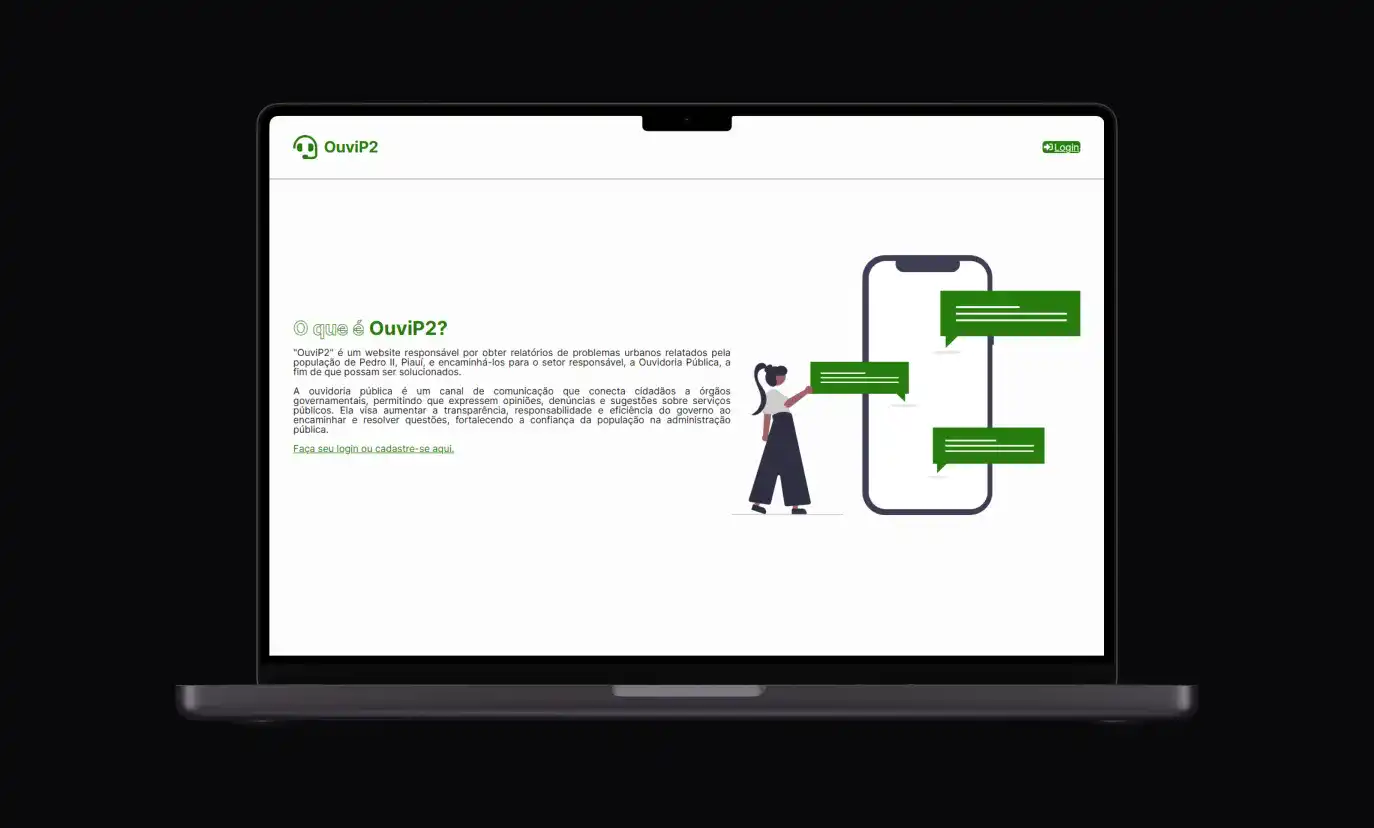 OuviP2
Login
O que é OuviP2?
"OuviP2" é um website responsável por obter relatórios de problemas urbanos relatados pela
população de Pedro II, Piauí, e encaminhá-los para o setor responsável, a Ouvidoria Pública, a
fim de que possam ser solucionados.
A ouvidoria pública é um canal de comunicação que conecta cidadãos a órgãos
governamentais, permitindo que expressem opiniões, denúncias e sugestões sobre serviços
públicos. Ela visa aumentar a transparência, responsabilidade e eficiência do governo ao
encaminhar e resolver questões, fortalecendo a confiança da população na administração
pública.
Faça seu login ou cadastre-se aqui.